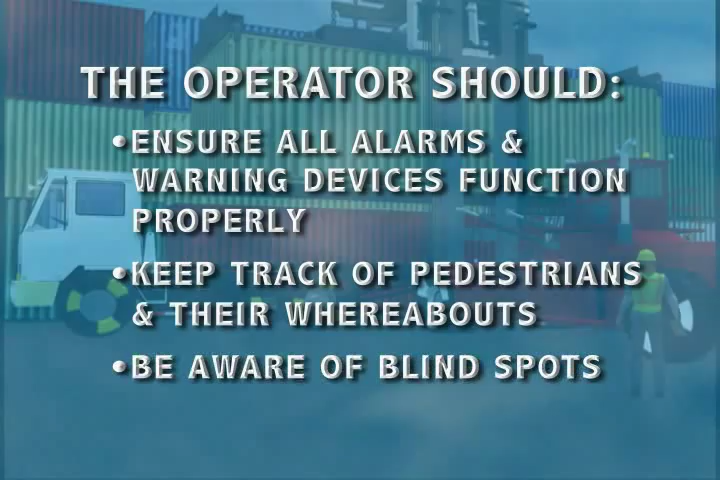 THE OPERATOR SHOULD:
•ENSURE ALL ALARMS &
WARNING DEVICES FUNCTION
PROPERLY
•KEEP TRACK OF PEDESTRIANS
& THEIR WHEREABOUTS
•BE AWARE OF BLIND SPOTS